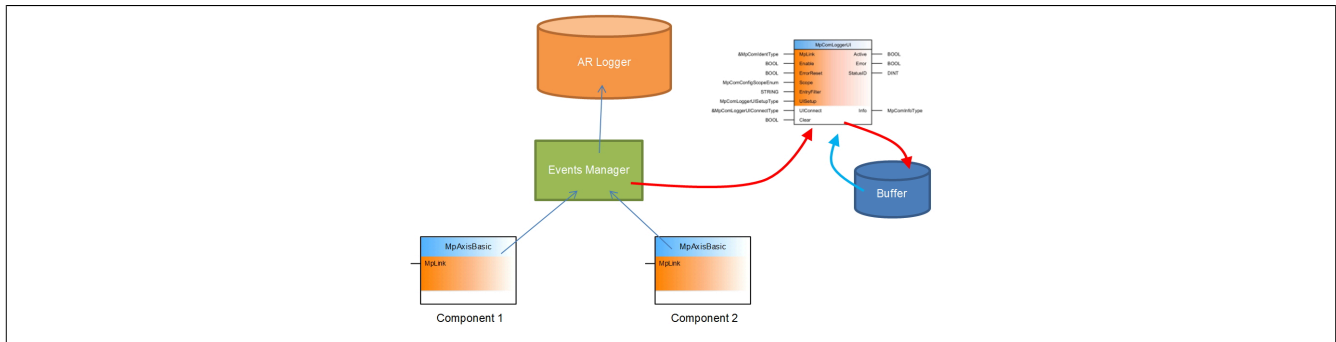 AR Logger
MpComLoggerUI
&MpComIdentType MpLink Active BOOL
BOOL Enable Error BOOL
BOOL ErrorReset StatusID DINT
MpComConfigScopeEnum Scope
STRING EntryFilter
MpComLoggerUISetupType UISetup
&MpComLoggerUIConnectType UIConnect Info MpComInfoType
BOOL Clear
Events Manager
Buffer
MpAxisBasic
MpLink
Component 1
MpAxisBasic
MpLink
Component 2